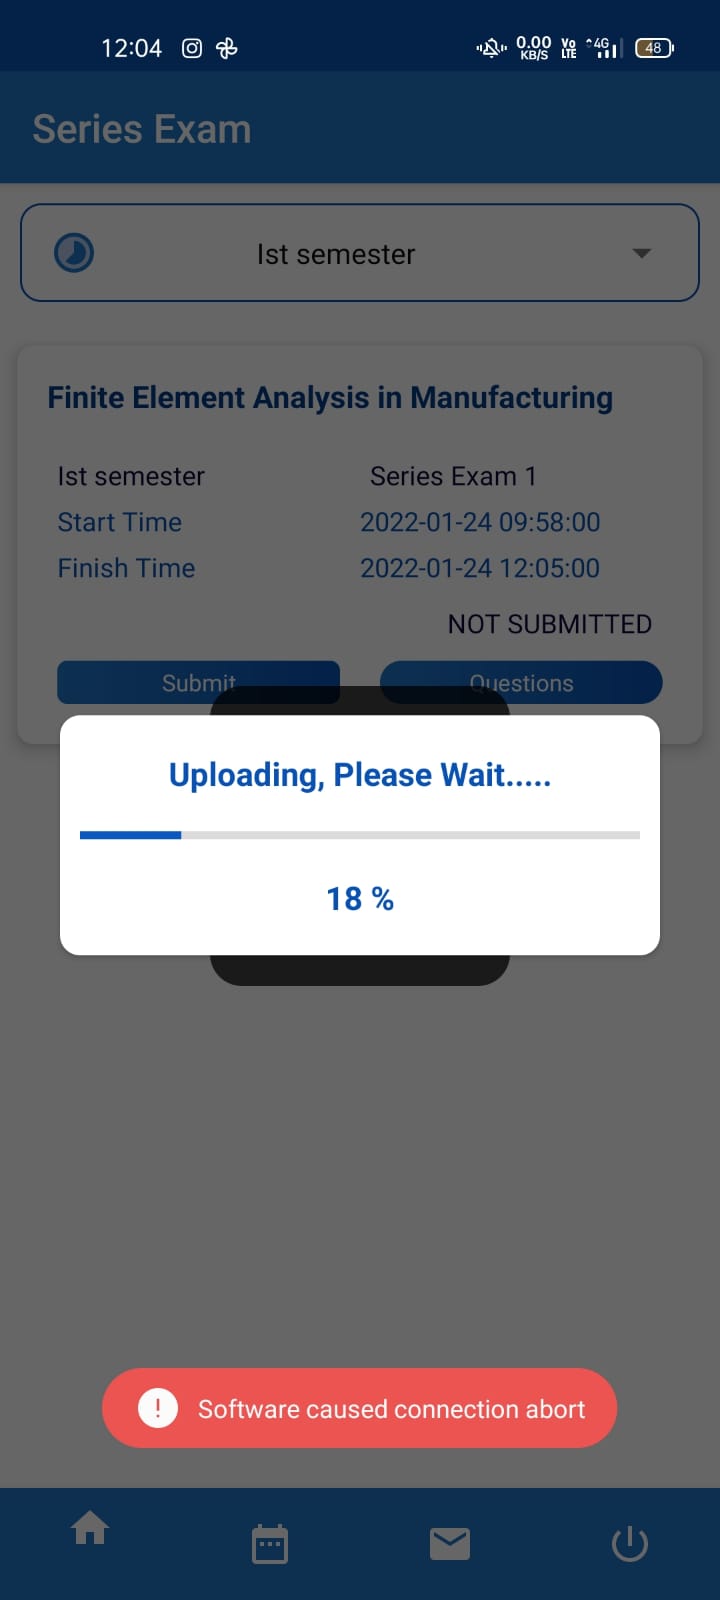 12:04 0.00 KB/S Vo LTE 4G 48
Series Exam
Ist semester
Finite Element Analysis in Manufacturing
Ist semester Series Exam 1
Start Time 2022-01-24 09:58:00
Finish Time 2022-01-24 12:05:00
NOT SUBMITTED
Submit Questions
Uploading, Please Wait.....
18 %
Software caused connection abort